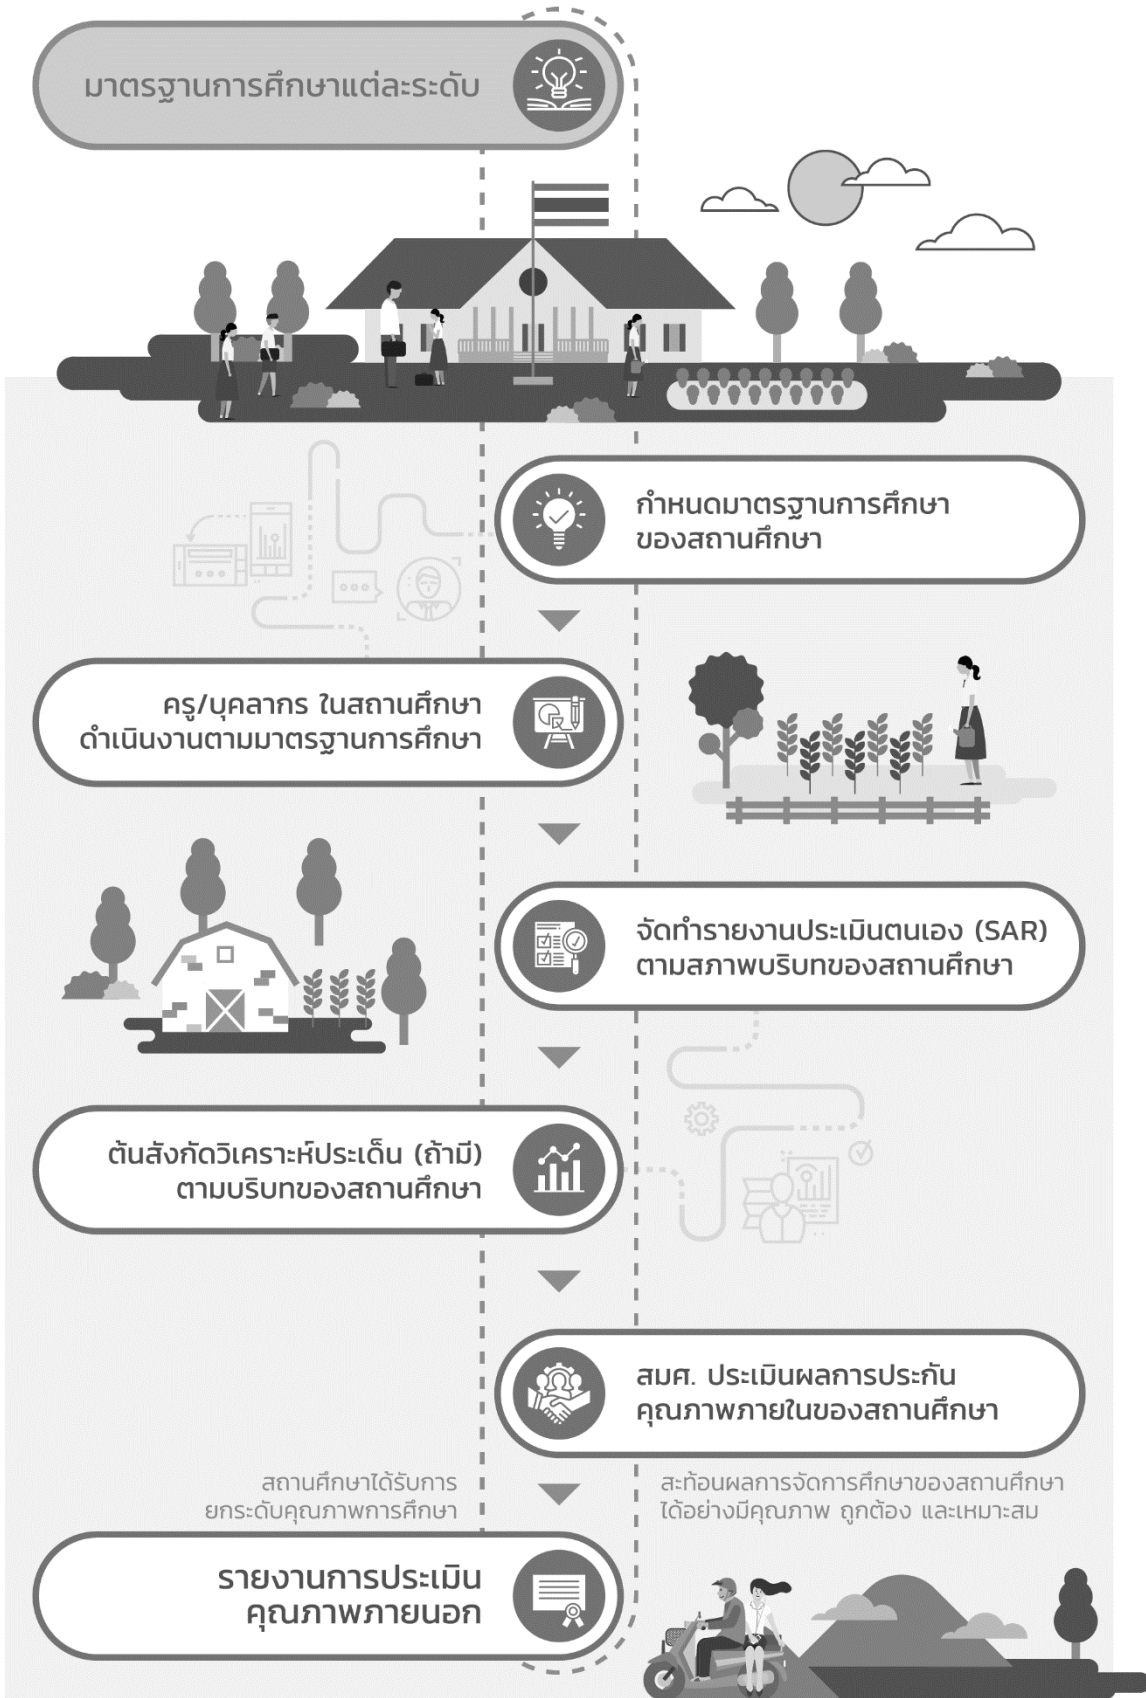 มาตรฐานการศึกษาแต่ละระดับ
กำหนดมาตรฐานการศึกษา
ของสถานศึกษา
ครู/บุคลากร ในสถานศึกษา
ดำเนินงานตามมาตรฐานการศึกษา
จัดทำรายงานประเมินตนเอง (SAR)
ตามสภาพบริบทของสถานศึกษา
ต้นสังกัดวิเคราะห์ประเด็น (ถ้ามี)
ตามบริบทของสถานศึกษา
สมศ. ประเมินผลการประกัน
คุณภาพภายในของสถานศึกษา
สถานศึกษาได้รับการ
ยกระดับคุณภาพการศึกษา
สะท้อนผลการจัดการศึกษาของสถานศึกษา
ได้อย่างมีคุณภาพ ถูกต้อง และเหมาะสม
รายงานการประเมิน
คุณภาพภายนอก